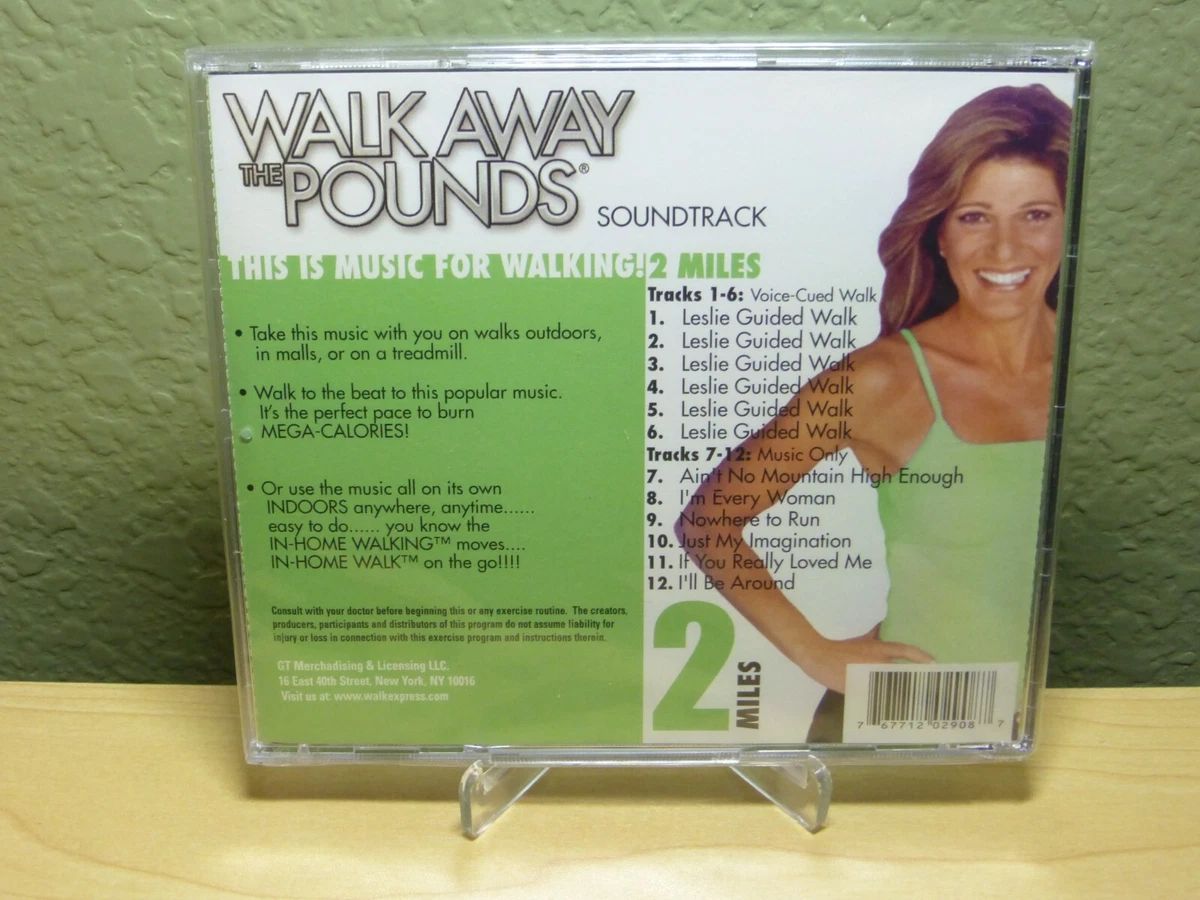 WALK AWAY
THE POUNDS®
SOUNDTRACK
THIS IS MUSIC FOR WALKING!
• Take this music with you on walks outdoors,
in malls, or on a treadmill.
• Walk to the beat to this popular music.
It's the perfect pace to burn
MEGA-CALORIES!
• Or use the music all on its own
INDOORS anywhere, anytime......
easy to do...... you know the
IN-HOME WALKING™ moves....
IN-HOME WALK™ on the go!!!!
Consult with your doctor before beginning this or any exercise routine. The creators,
producers, participants and distributors of this program do not assume liability for
injury or loss in connection with this exercise program and instructions therein.
GT Merchadising & Licensing LLC.
16 East 40th Street, New York, NY 10016
Visit us at: www.walkexpress.com
2 MILES
Tracks 1-6: Voice-Cued Walk
1. Leslie Guided Walk
2. Leslie Guided Walk
3. Leslie Guided Walk
4. Leslie Guided Walk
5. Leslie Guided Walk
6. Leslie Guided Walk
Tracks 7-12: Music Only
7. Ain't No Mountain High Enough
8. I'm Every Woman
9. Nowhere to Run
10. Just My Imagination
11. If You Really Loved Me
12. I'll Be Around
2 MILES
7 67712 02908 7